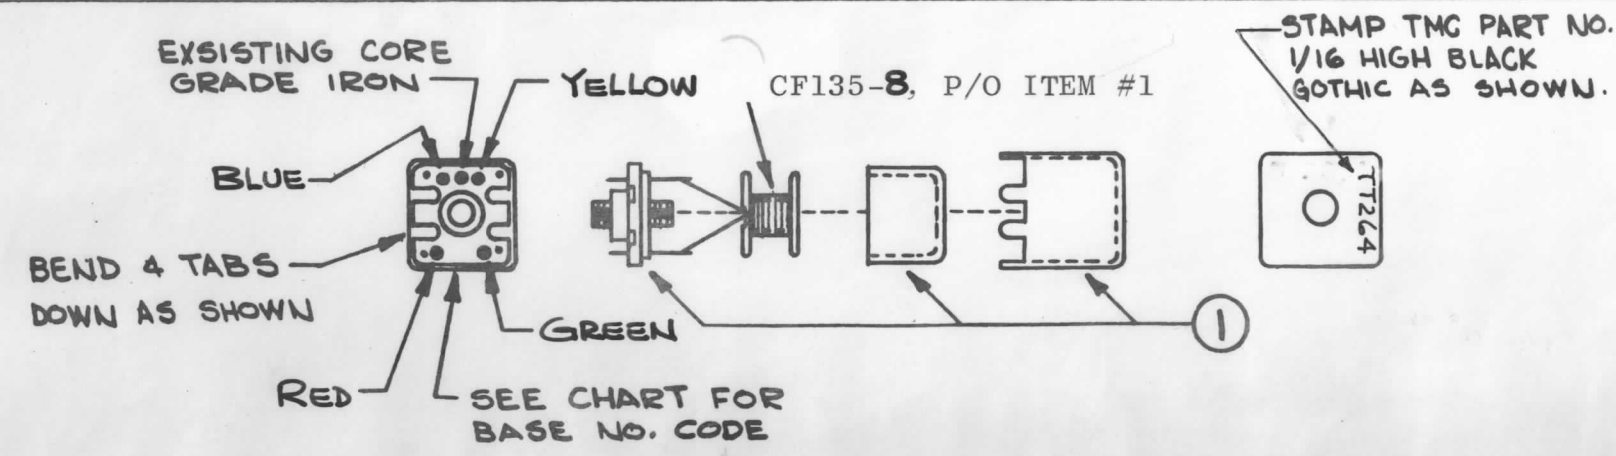 EXSISTING CORE
GRADE IRON
YELLOW
CF135-8, P/O ITEM #1
STAMP TMC PART NO.
1/16 HIGH BLACK
GOTHIC AS SHOWN.
BLUE
TT264
BEND 4 TABS
DOWN AS SHOWN
GREEN
1
RED
SEE CHART FOR
BASE NO. CODE